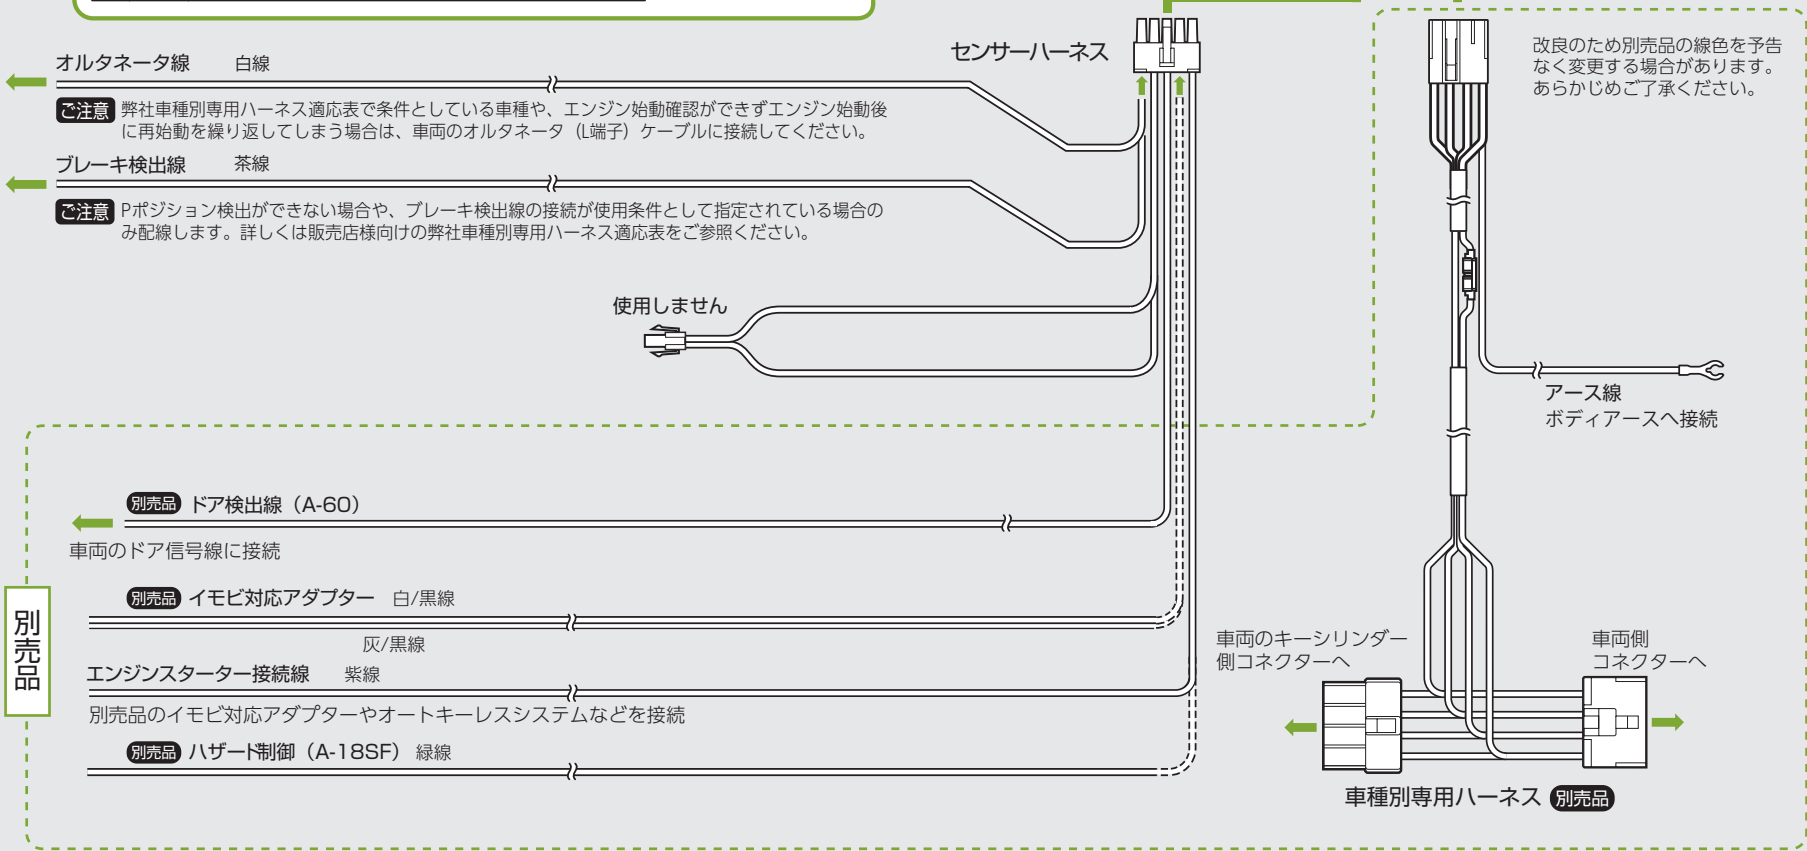 センサーハーネス
改良のため別売品の線色を予告
なく変更する場合があります。
あらかじめご了承ください。
オルタネータ線 白線
ご注意 弊社車種別専用ハーネス適応表で条件としている車種や、エンジン始動確認ができずエンジン始動後
に再始動を繰り返してしまう場合は、車両のオルタネータ（L端子）ケーブルに接続してください。
ブレーキ検出線 茶線
ご注意 Pポジション検出ができない場合や、ブレーキ検出線の接続が使用条件として指定されている場合の
み配線します。詳しくは販売店様向けの弊社車種別専用ハーネス適応表をご参照ください。
使用しません
アース線
ボディアースへ接続
別売品
別売品 ドア検出線（A-60）
車両のドア信号線に接続
別売品 イモビ対応アダプター 白/黒線
灰/黒線
エンジンスターター接続線 紫線
別売品のイモビ対応アダプターやオートキーレスシステムなどを接続
別売品 ハザード制御（A-18SF）緑線
車両のキーシリンダー
側コネクターへ
車両側
コネクターへ
車種別専用ハーネス 別売品